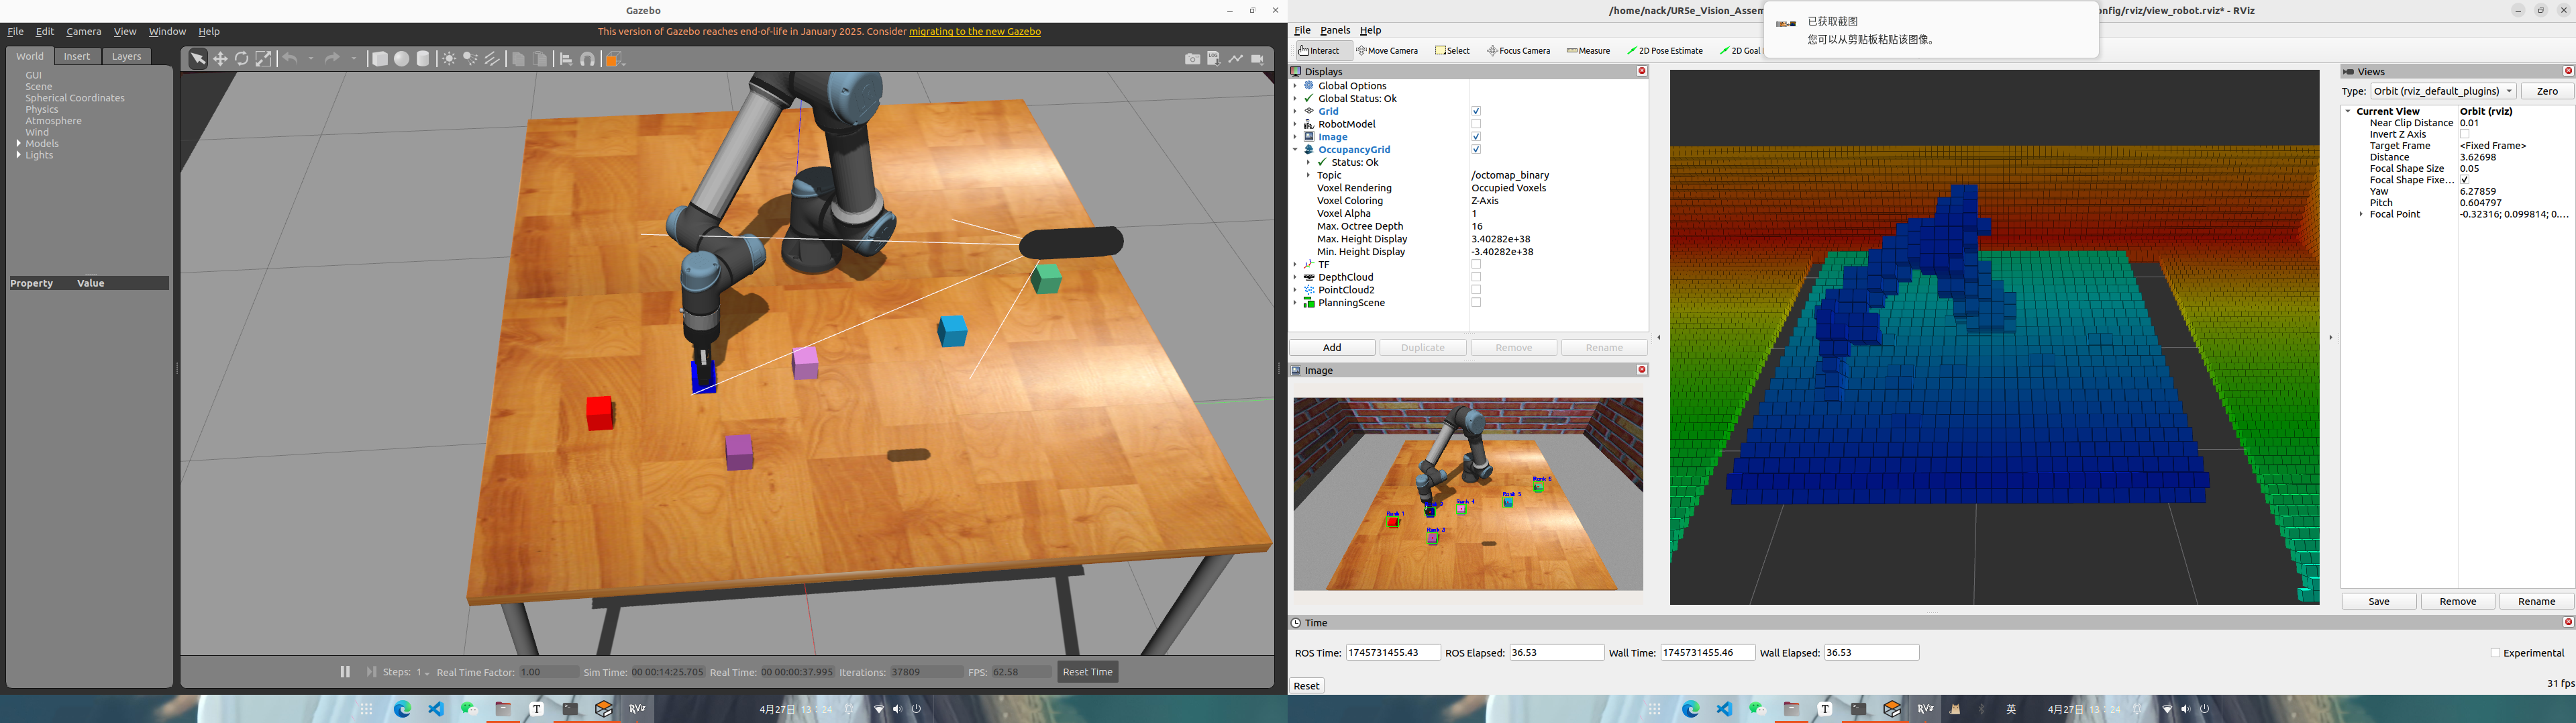 Gazebo
File Edit Camera View Window Help
This version of Gazebo reaches end-of-life in January 2025. Consider migrating to the new Gazebo
World Insert Layers
GUI
Scene
Spherical Coordinates
Physics
Atmosphere
Wind
Models
Lights
Property Value
Steps: 1 Real Time Factor: 1.00 Sim Time: 00 00:14:25.705 Real Time: 00 00:00:37.995 Iterations: 37809 FPS: 62.58 Reset Time
/home/nack/UR5e_Vision_Assem
onfig/rviz/view_robot.rviz* - RViz
已获取截图
您可以从剪贴板粘贴该图像。
File Panels Help
Interact Move Camera Select Focus Camera Measure 2D Pose Estimate 2D Goal
Displays
Global Options
Global Status: Ok
Grid
RobotModel
Image
OccupancyGrid
Status: Ok
Topic /octomap_binary
Voxel Rendering Occupied Voxels
Voxel Coloring Z-Axis
Voxel Alpha 1
Max. Octree Depth 16
Max. Height Display 3.40282e+38
Min. Height Display -3.40282e+38
TF
DepthCloud
PointCloud2
PlanningScene
Add Duplicate Remove Rename
Image
Rank 6
Rank 5
Rank 4
Rank 1
Rank 3
Views
Type: Orbit (rviz_default_plugins) Zero
Current View Orbit (rviz)
Near Clip Distance 0.01
Invert Z Axis
Target Frame <Fixed Frame>
Distance 3.62698
Focal Shape Size 0.05
Focal Shape Fixe...
Yaw 6.27859
Pitch 0.604797
Focal Point -0.32316; 0.099814; 0....
Save Remove Rename
Time
ROS Time: 1745731455.43 ROS Elapsed: 36.53 Wall Time: 1745731455.46 Wall Elapsed: 36.53 Experimental
Reset 31 fps
T RViz 4月27日 13:24
T RViz 英 4月27日 13:24